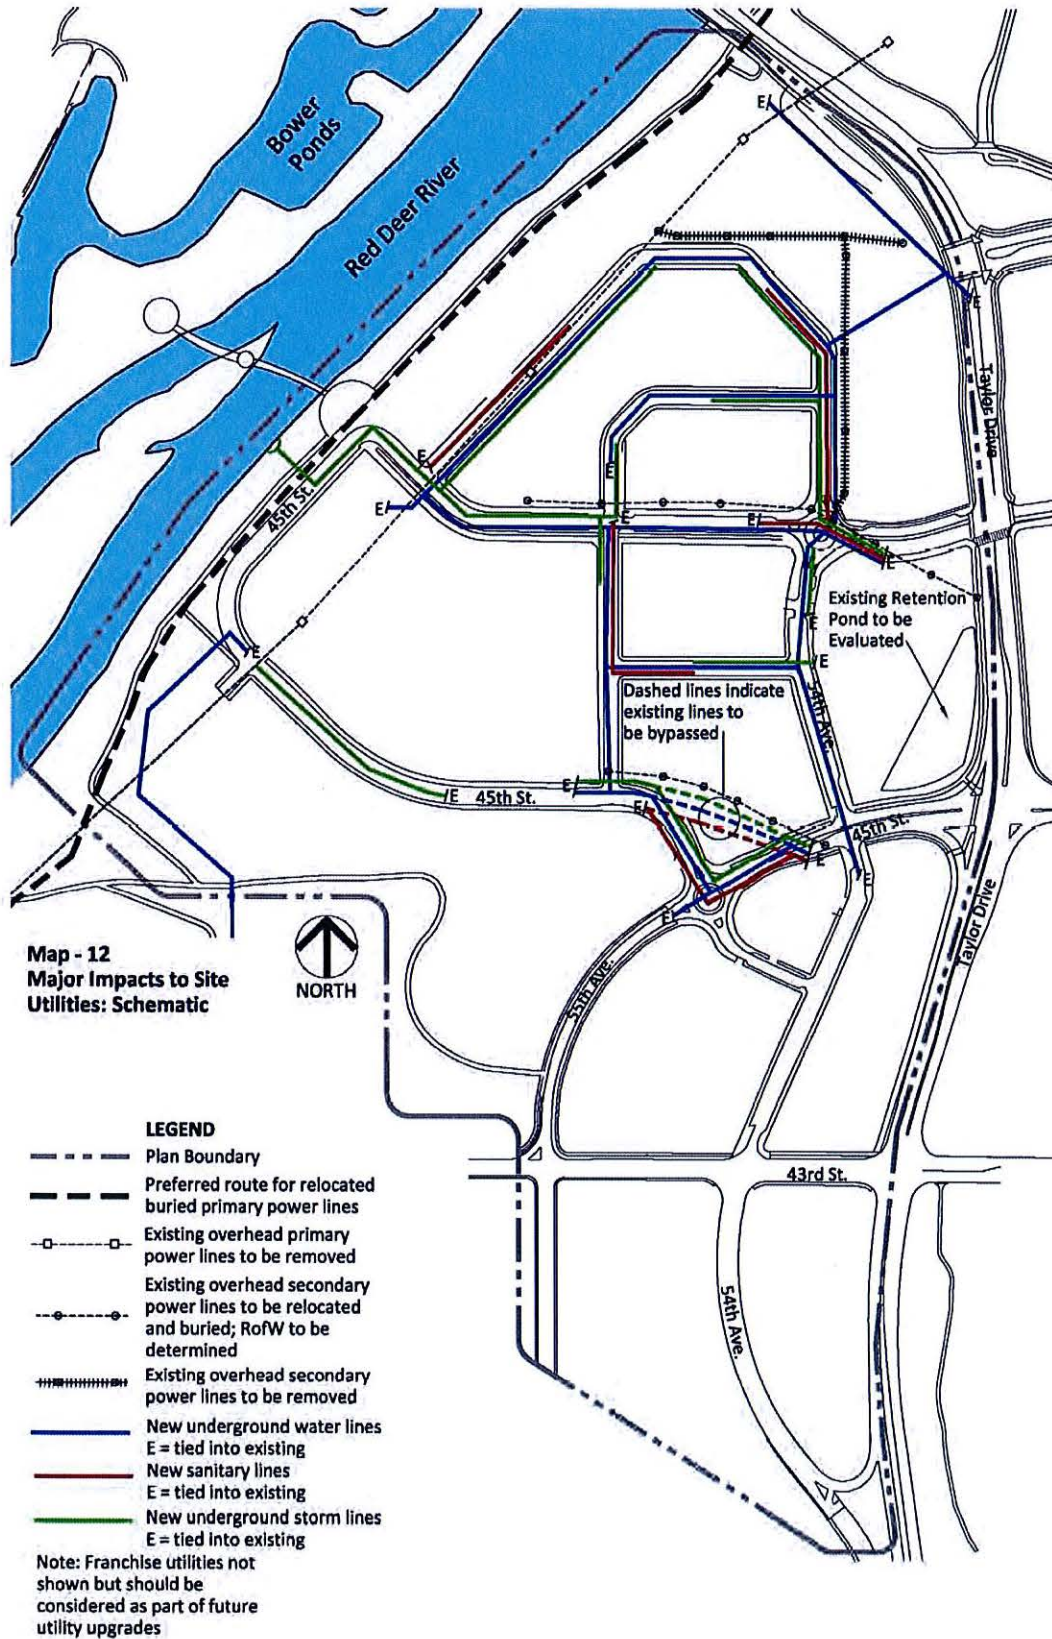 Bower
Ponds
Red Deer River
E
E
Taylor Drive
45th St.
E
E
E
E
E
Existing Retention
Pond to be
Evaluated
E
E
E
Dashed lines indicate
existing lines to
be bypassed
54th Ave.
E
E
45th St.
E
45th St.
E
E
E
Taylor Drive
Map - 12
Major Impacts to Site
Utilities: Schematic
NORTH
55th Ave.
43rd St.
54th Ave.
LEGEND
Plan Boundary
Preferred route for relocated
buried primary power lines
Existing overhead primary
power lines to be removed
Existing overhead secondary
power lines to be relocated
and buried; RofW to be
determined
Existing overhead secondary
power lines to be removed
New underground water lines
E = tied into existing
New sanitary lines
E = tied into existing
New underground storm lines
E = tied into existing
Note: Franchise utilities not
shown but should be
considered as part of future
utility upgrades